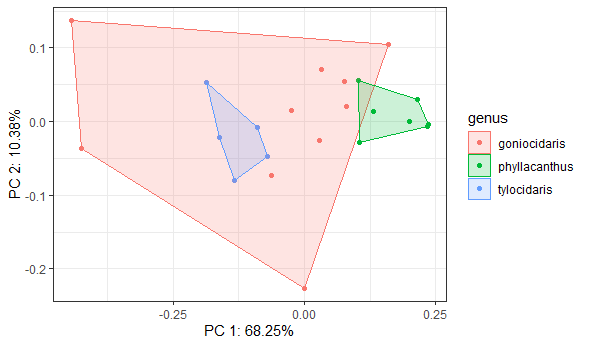 0.1
0.0
-0.1
-0.2
PC 2: 10.38%
-0.25
0.00
0.25
PC 1: 68.25%
genus
goniocidaris
phyllacanthus
tylocidaris